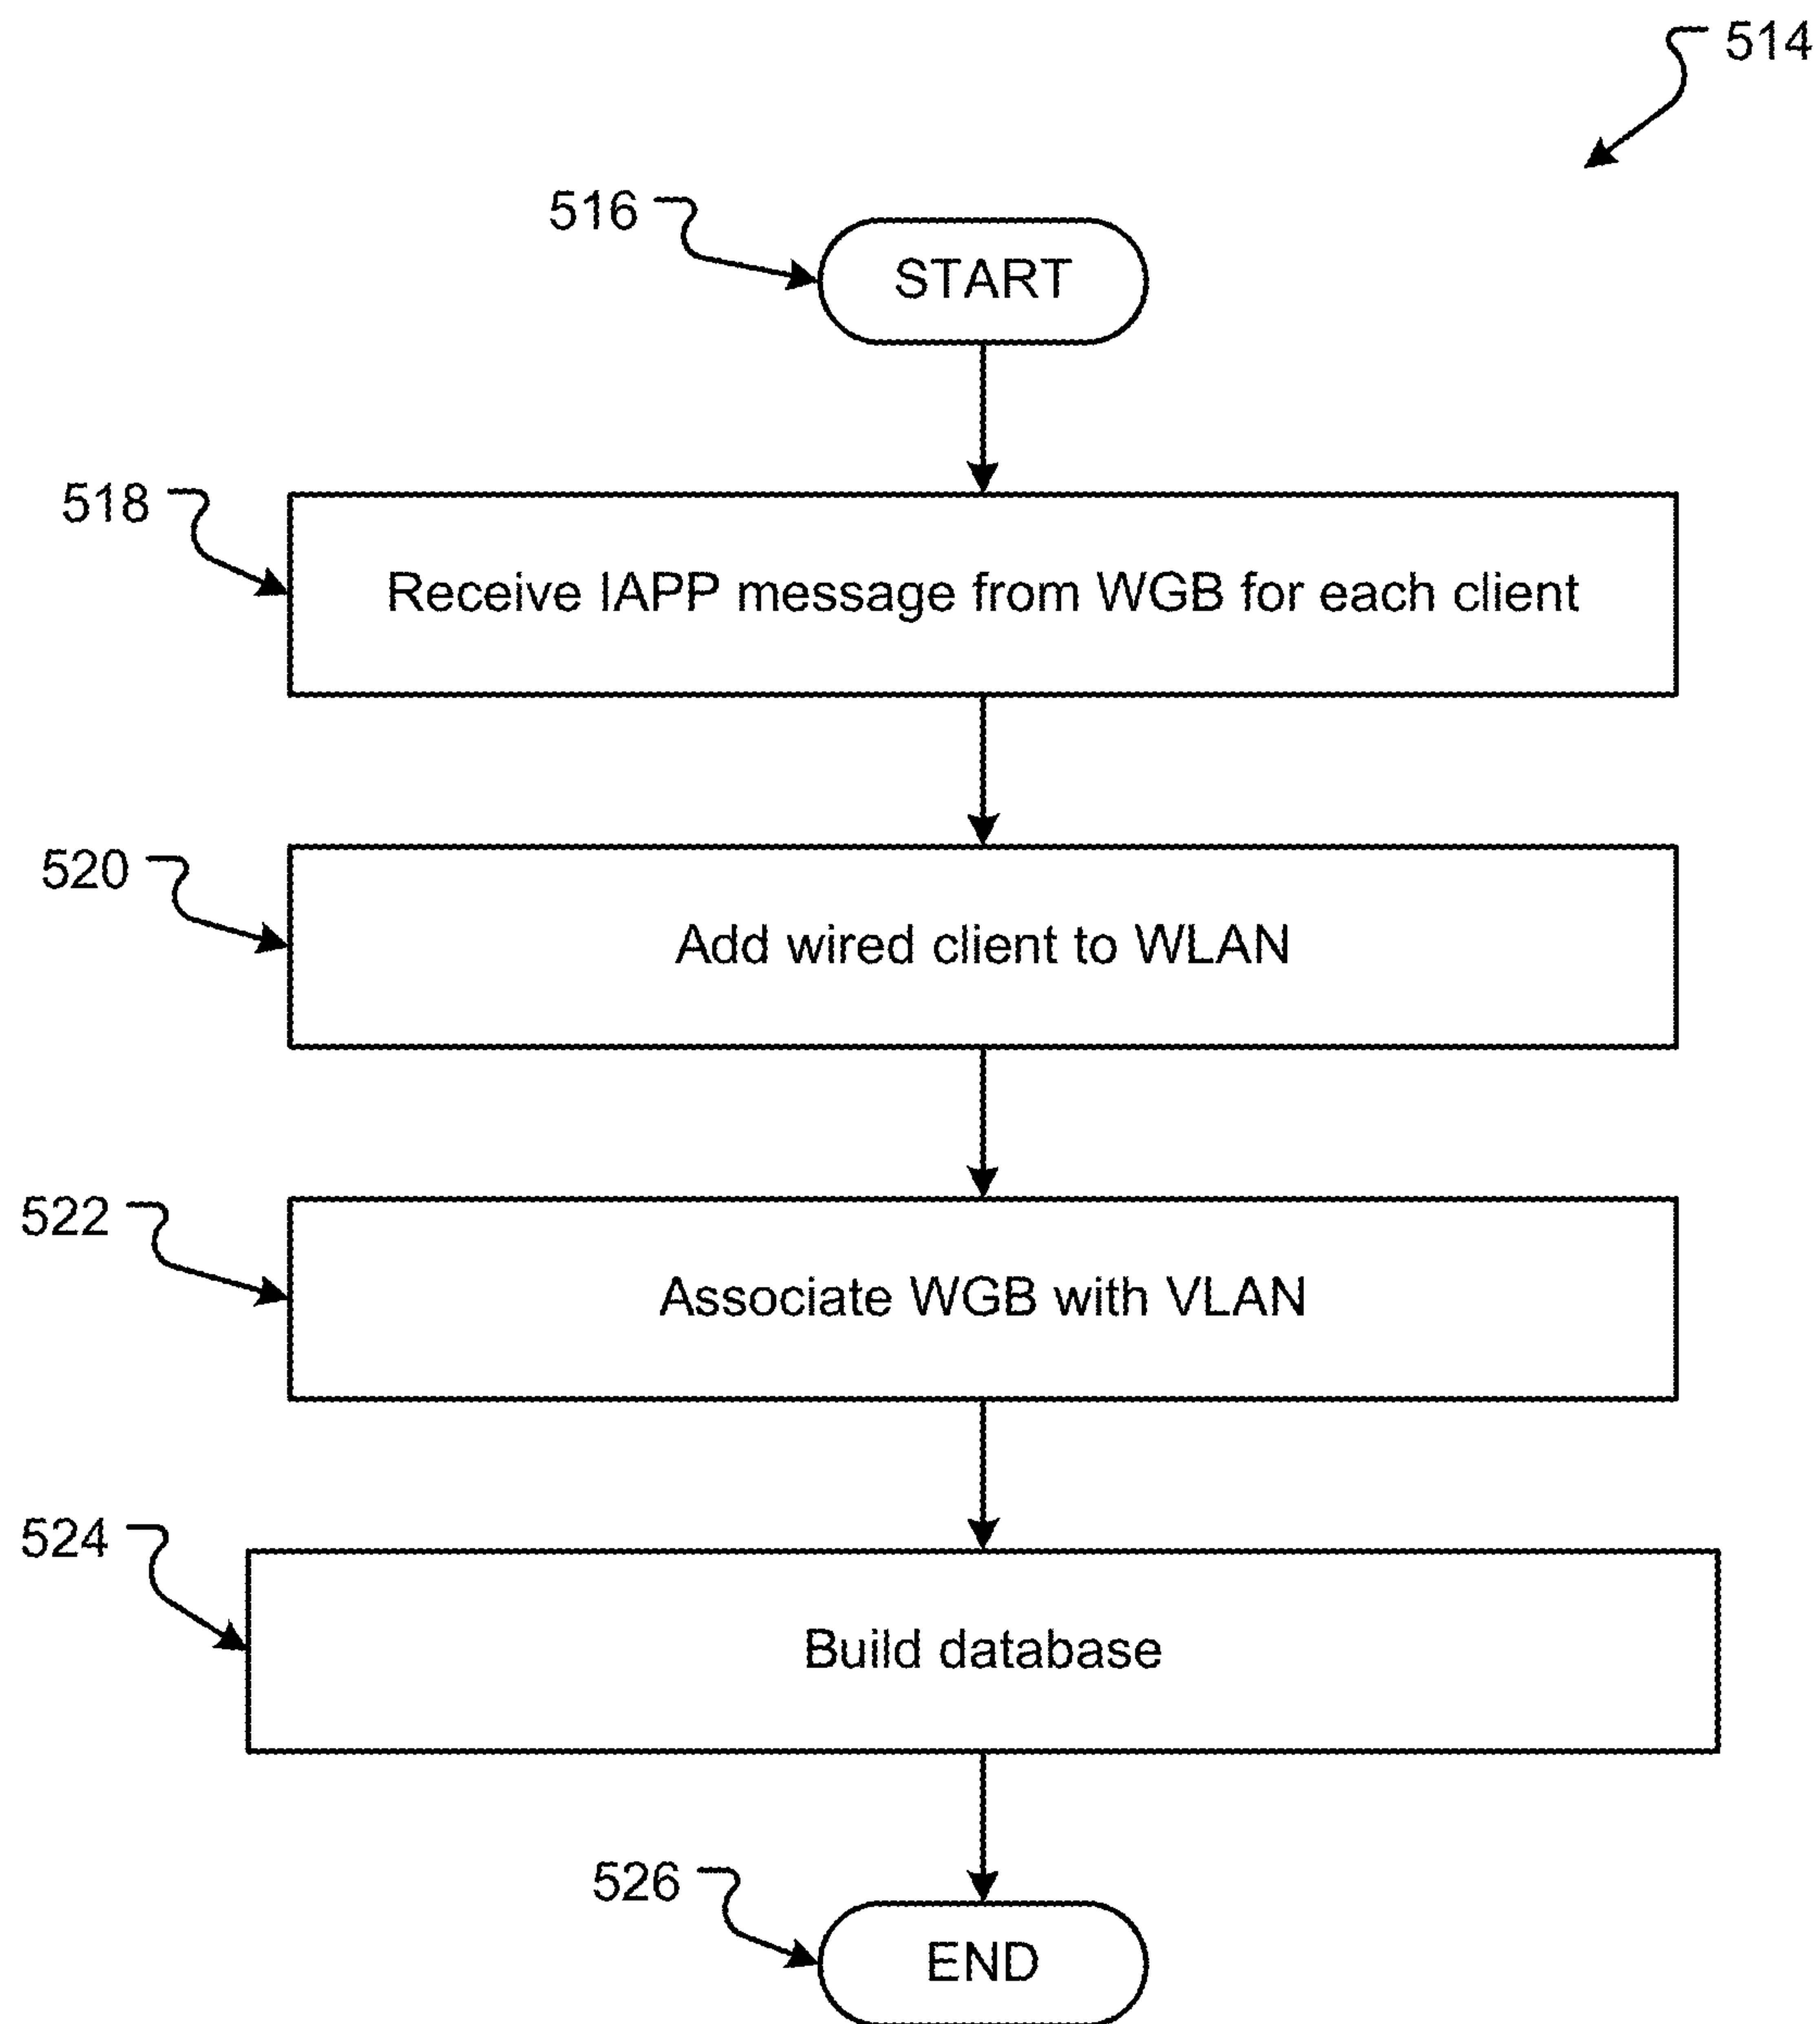 514
516
START
518
Receive IAPP message from WGB for each client
520
Add wired client to WLAN
522
Associate WGB with VLAN
524
Build database
526
END